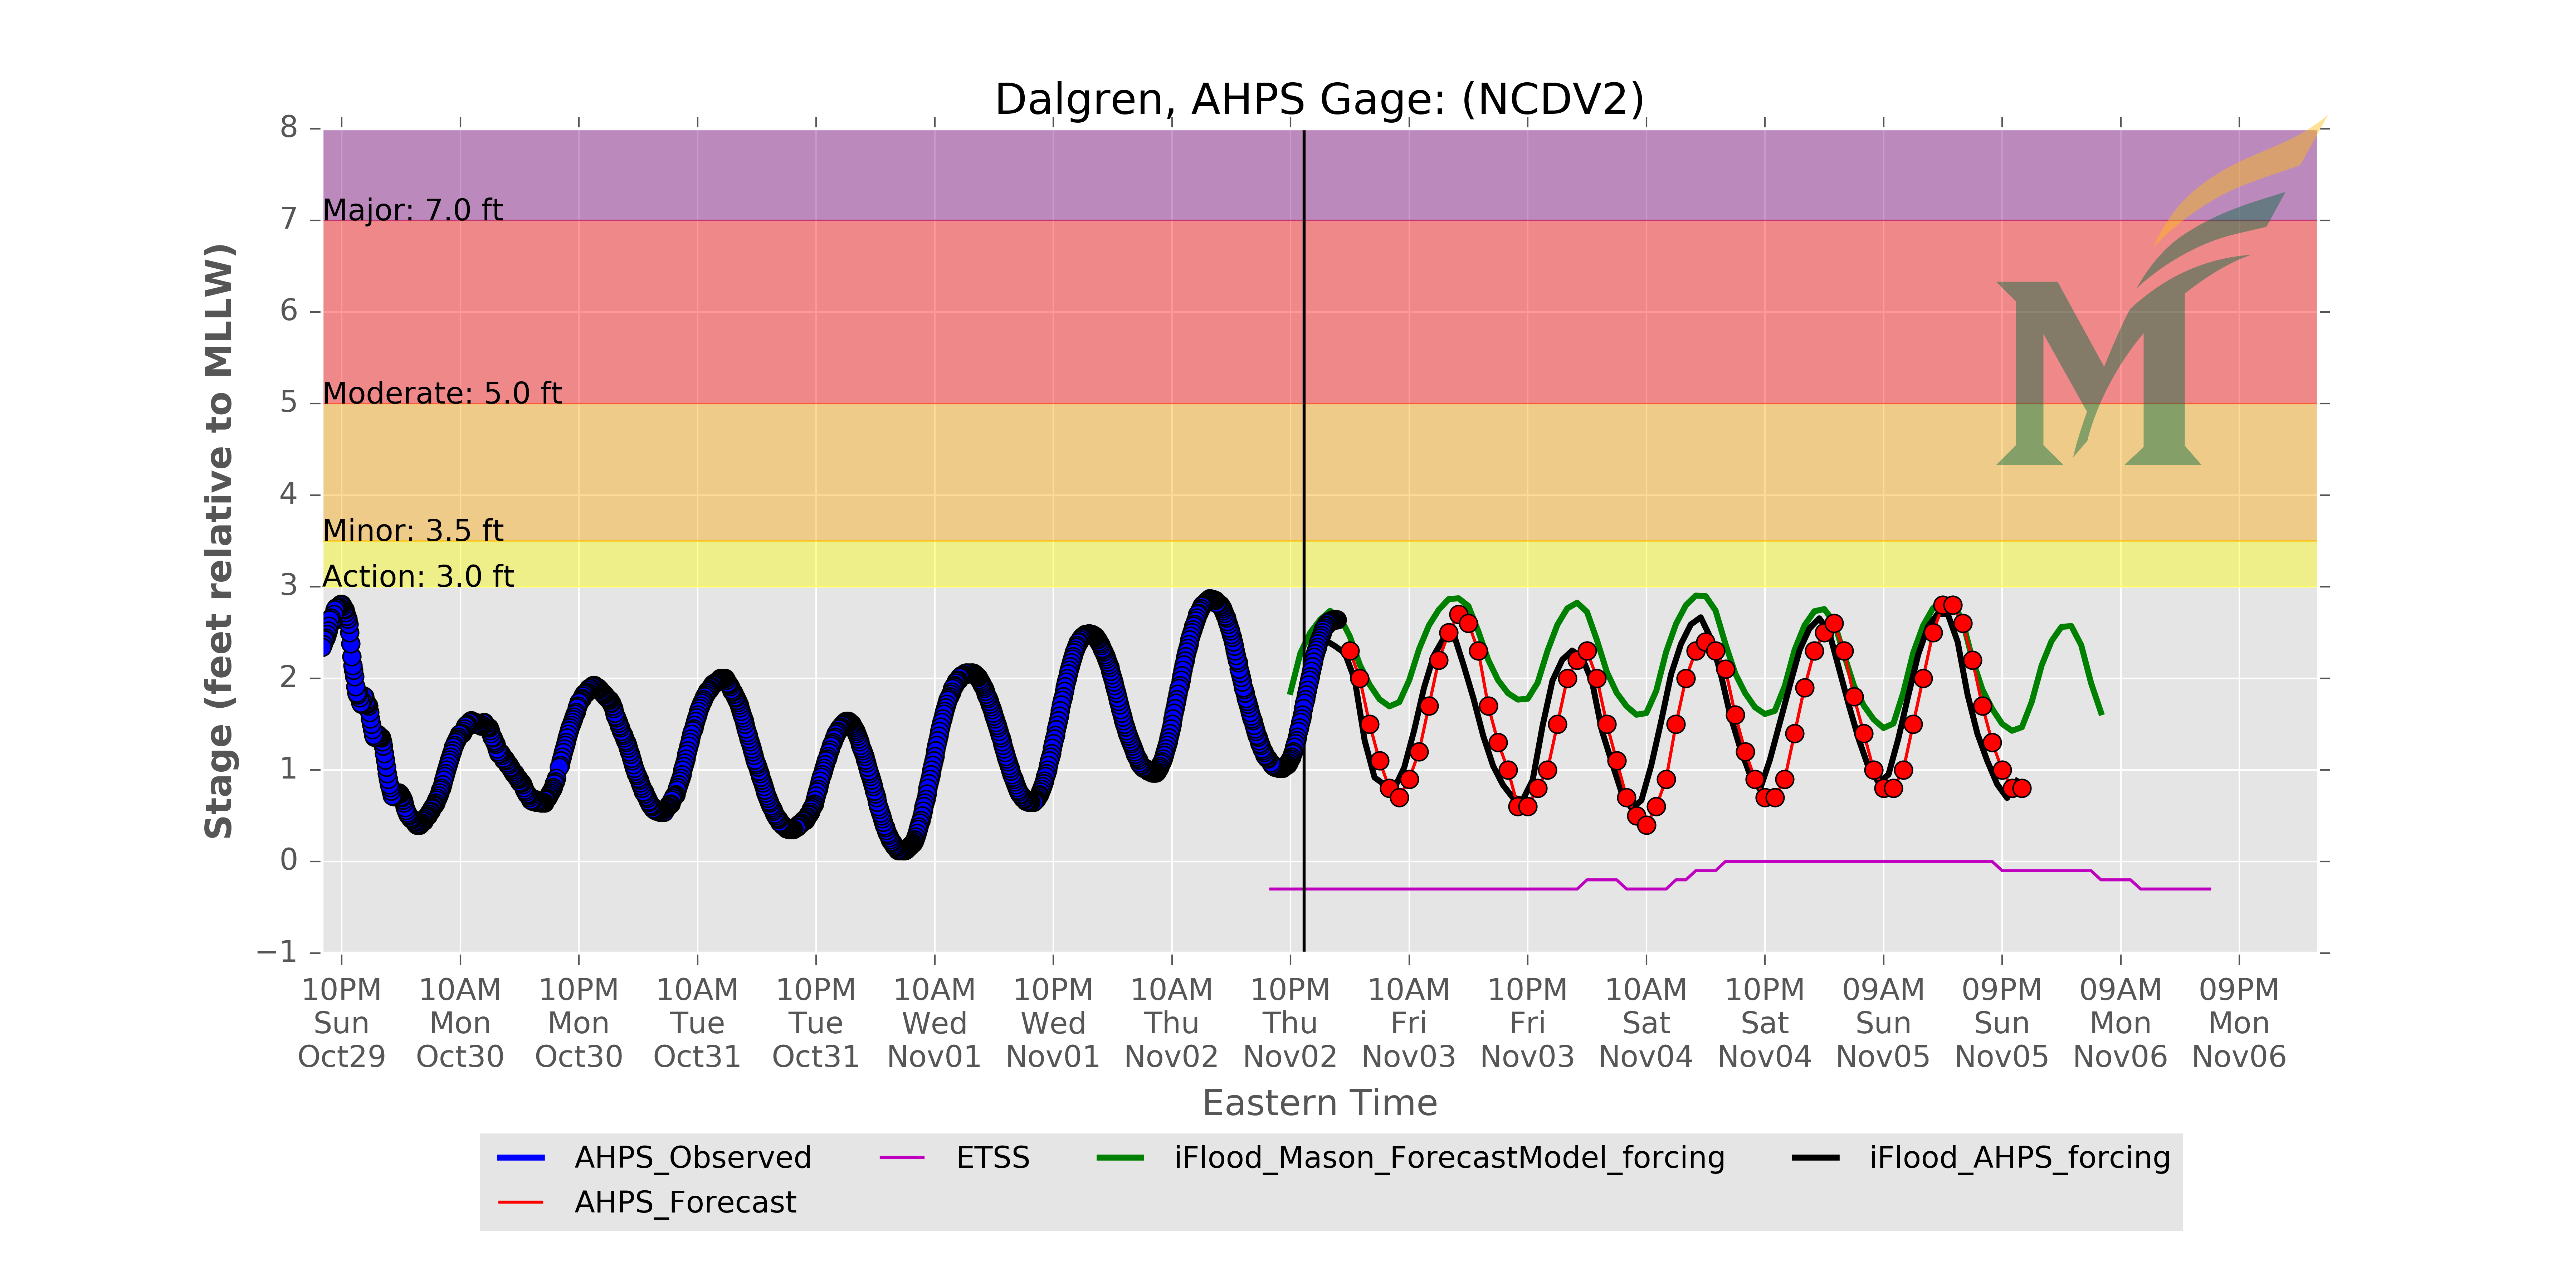 Dalgren, AHPS Gage: (NCDV2)
Stage (feet relative to MLLW)
8
7
6
5
4
3
2
1
0
−1
Major: 7.0 ft
Moderate: 5.0 ft
Minor: 3.5 ft
Action: 3.0 ft
M
10PM 10AM 10PM 10AM 10PM 10AM 10PM 10AM 10PM 10AM 10PM 10AM 10PM 09AM 09PM 09AM 09PM
Sun Mon Mon Tue Tue Wed Wed Thu Thu Fri Fri Sat Sat Sun Sun Mon Mon
Oct29 Oct30 Oct30 Oct31 Oct31 Nov01 Nov01 Nov02 Nov02 Nov03 Nov03 Nov04 Nov04 Nov05 Nov05 Nov06 Nov06
Eastern Time
AHPS_Observed ETSS iFlood_Mason_ForecastModel_forcing iFlood_AHPS_forcing
AHPS_Forecast